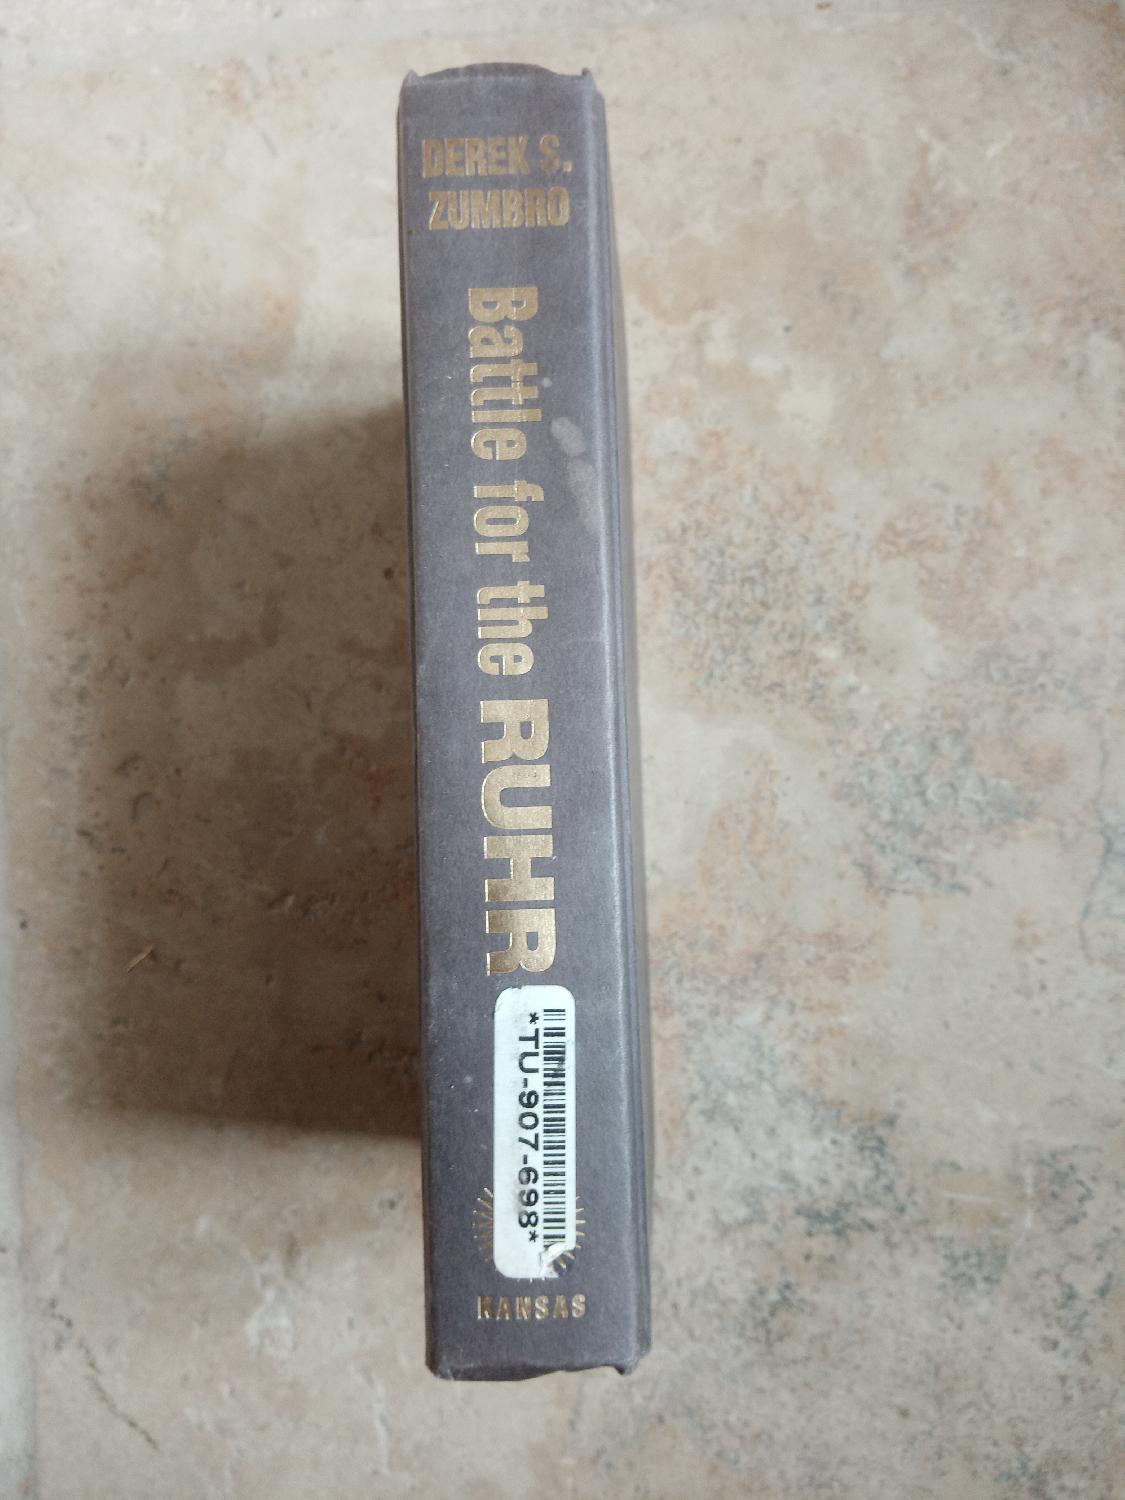 DEREK S.
ZUMBRO
Battle for the RUHR
*TU-907-698*
KANSAS